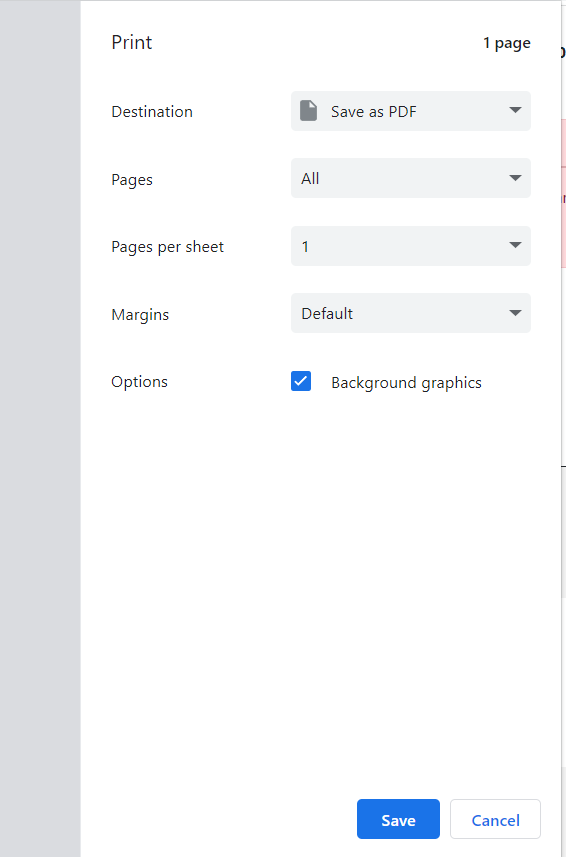 Print 1 page
Destination Save as PDF
Pages All
Pages per sheet 1
Margins Default
Options Background graphics
Save Cancel